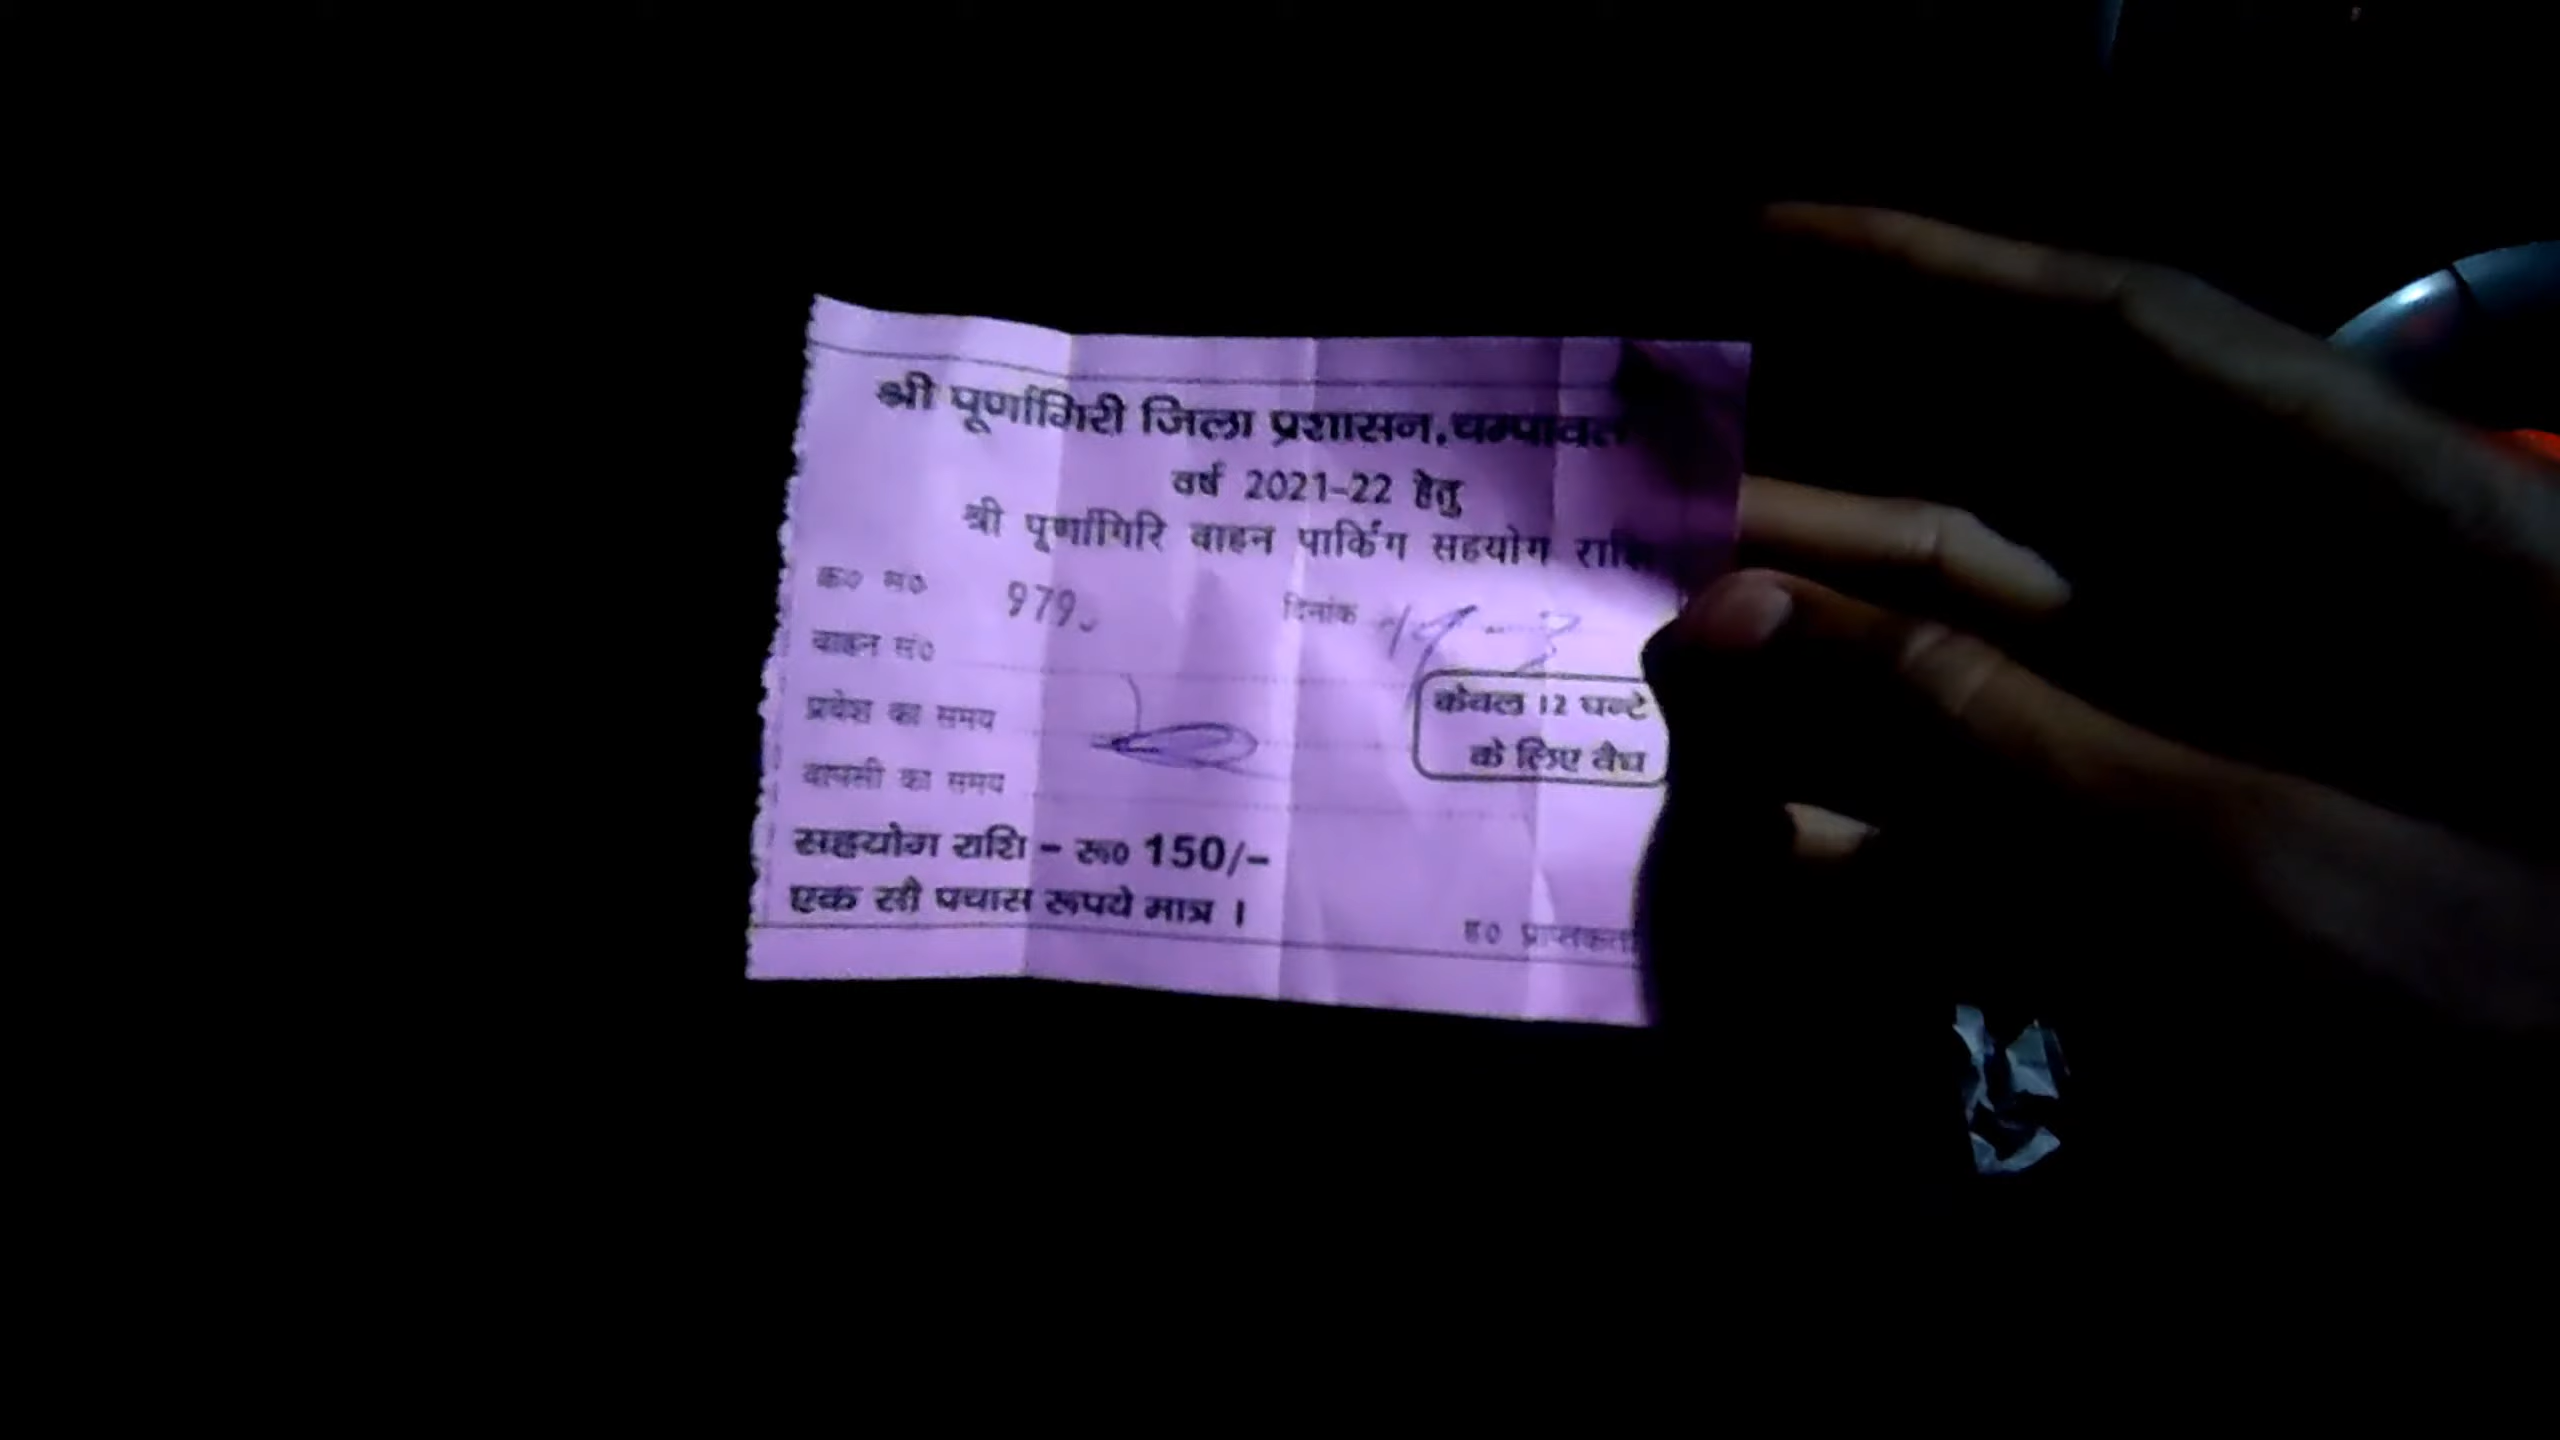 श्री पूर्णागिरी जिला प्रशासन, चम्पावत
वर्ष 2021-22 हेतु
श्री पूर्णागिरि वाहन पार्किंग सहयोग
क्र० स० 979 दिनांक
वाहन सं०
प्रवेश का समय
केवल 12 घण्टे
के लिए वैध
वापसी का समय
सहयोग राशि - रू० 150/-
एक सौ पचास रूपये मात्र ।
ह० प्राप्तकर्ता